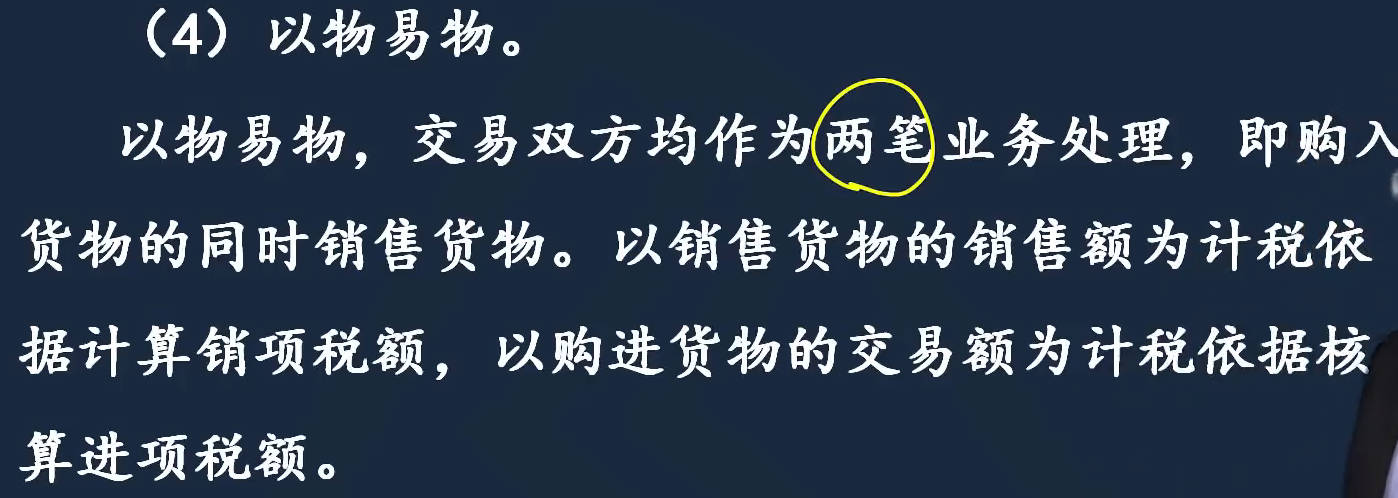 （4）以物易物。
以物易物，交易双方均作为两笔业务处理，即购入
货物的同时销售货物。以销售货物的销售额为计税依
据计算销项税额，以购进货物的交易额为计税依据核
算进项税额。